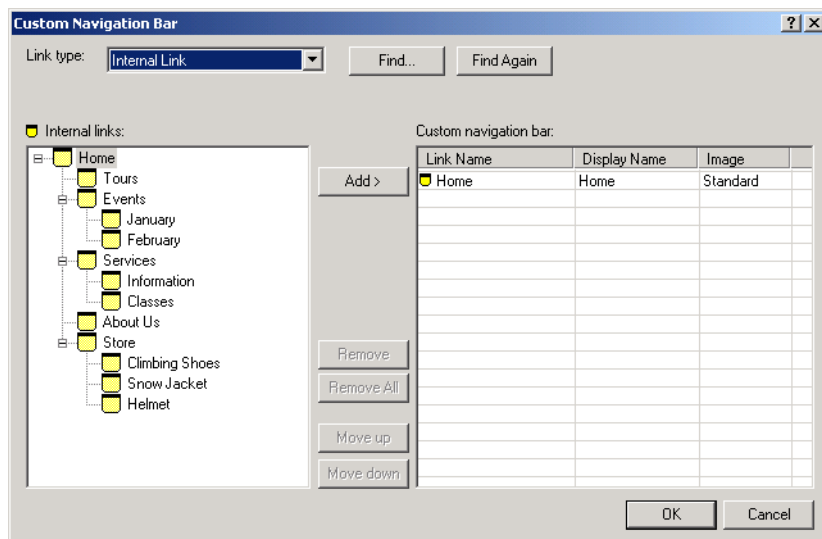 Custom Navigation Bar
Link type: Internal Link Find... Find Again
Internal links: Custom navigation bar:
Home
Tours
Events
January
February
Services
Information
Classes
About Us
Store
Climbing Shoes
Snow Jacket
Helmet
Add >
Remove
Remove All
Move up
Move down
Link Name Display Name Image
Home Home Standard
OK Cancel